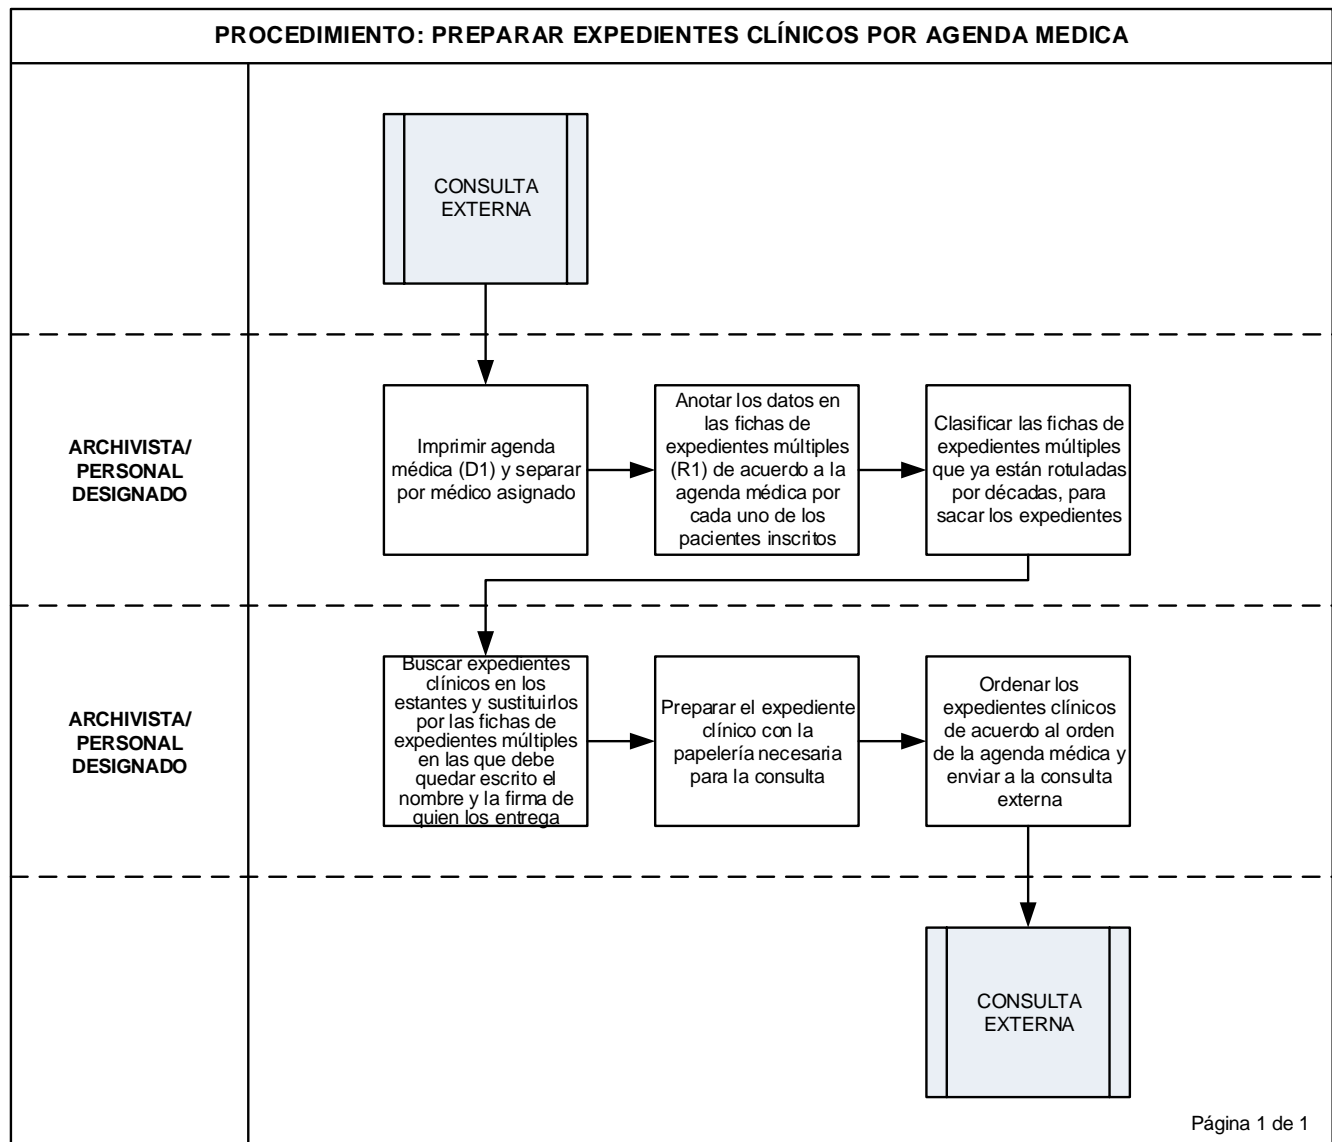 PROCEDIMIENTO: PREPARAR EXPEDIENTES CLÍNICOS POR AGENDA MEDICA
CONSULTA
EXTERNA
ARCHIVISTA/
PERSONAL
DESIGNADO
Imprimir agenda
médica (D1) y separar
por médico asignado
Anotar los datos en
las fichas de
expedientes múltiples
(R1) de acuerdo a la
agenda médica por
cada uno de los
pacientes inscritos
Clasificar las fichas de
expedientes múltiples
que ya están rotuladas
por décadas, para
sacar los expedientes
ARCHIVISTA/
PERSONAL
DESIGNADO
Buscar expedientes
clínicos en los
estantes y sustituirlos
por las fichas de
expedientes múltiples
en las que debe
quedar escrito el
nombre y la firma de
quien los entrega
Preparar el expediente
clínico con la
papelería necesaria
para la consulta
Ordenar los
expedientes clínicos
de acuerdo al orden
de la agenda médica y
enviar a la consulta
externa
CONSULTA
EXTERNA
Página 1 de 1